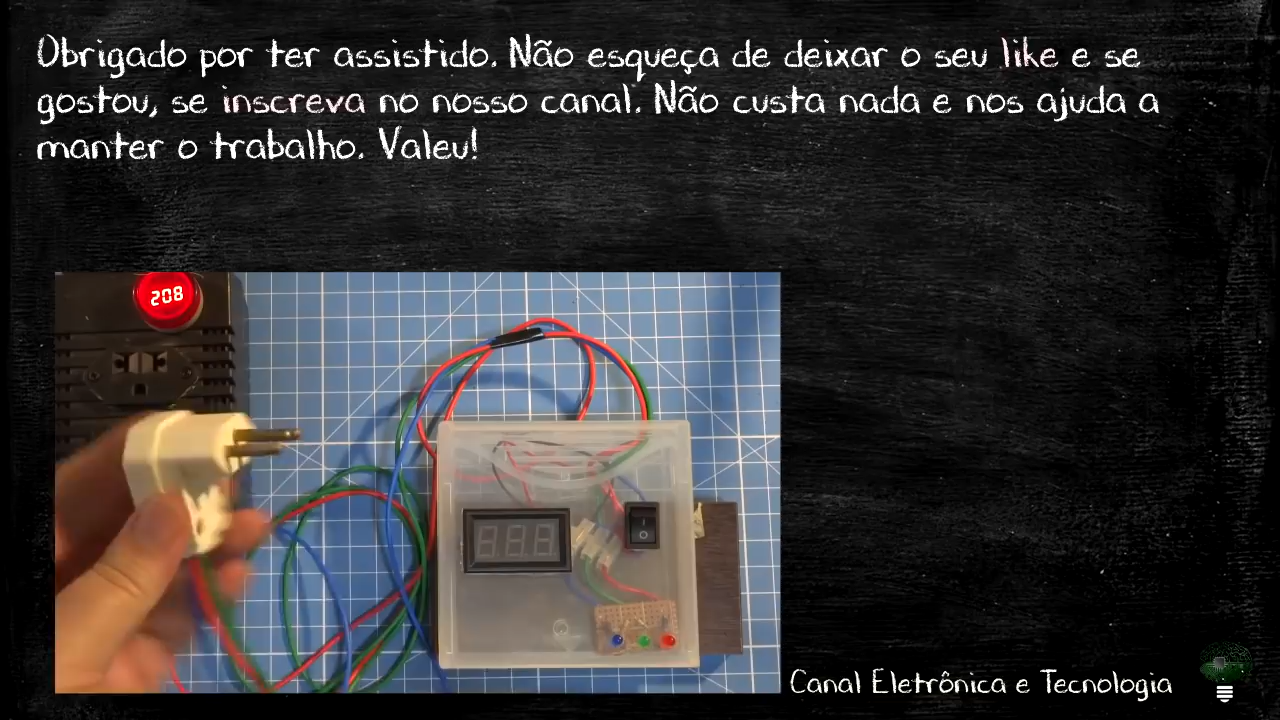 Obrigado por ter assistido. Não esqueça de deixar o seu like e se
gostou, se inscreva no nosso canal. Não custa nada e nos ajuda a
manter o trabalho. Valeu!
208
Canal Eletrônica e Tecnologia